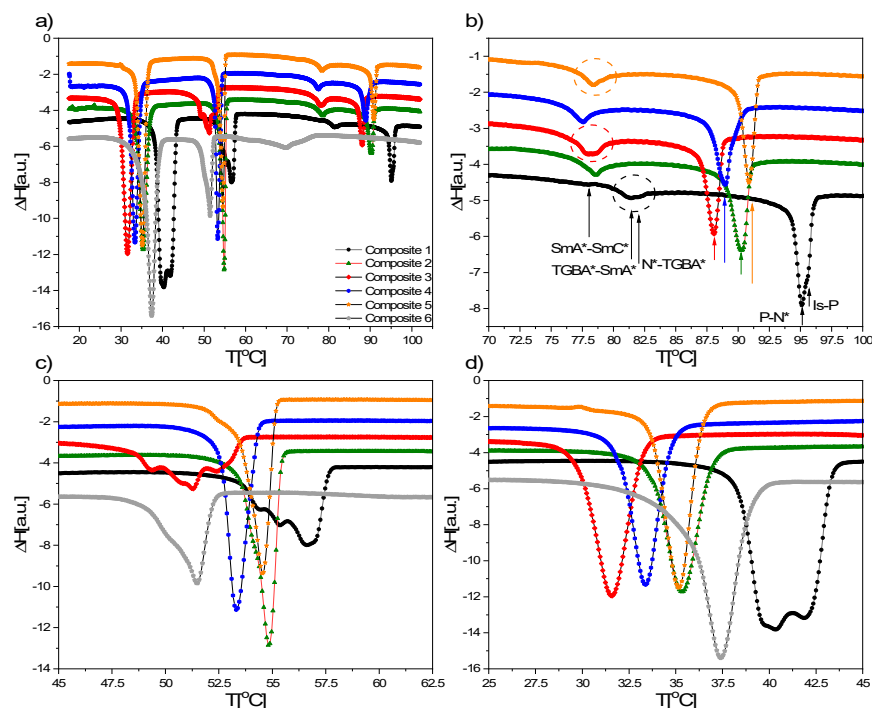 a)
0
-2
-4
-6
-8
-10
-12
-14
-16
ΔH[a.u.]
20 30 40 50 60 70 80 90 100
T[°C]
Composite 1
Composite 2
Composite 3
Composite 4
Composite 5
Composite 6
b)
-1
-2
-3
-4
-5
-6
-7
-8
ΔH[a.u.]
70 72.5 75 77.5 80 82.5 85 87.5 90 92.5 95 97.5 100
T[°C]
SmA*-SmC*
TGBA*-SmA*
N*-TGBA*
P-N*
Is-P
c)
0
-2
-4
-6
-8
-10
-12
-14
ΔH[a.u.]
45 47.5 50 52.5 55 57.5 60 62.5
T[°C]
d)
0
-2
-4
-6
-8
-10
-12
-14
-16
ΔH[a.u.]
25 27.5 30 32.5 35 37.5 40 42.5 45
T[°C]